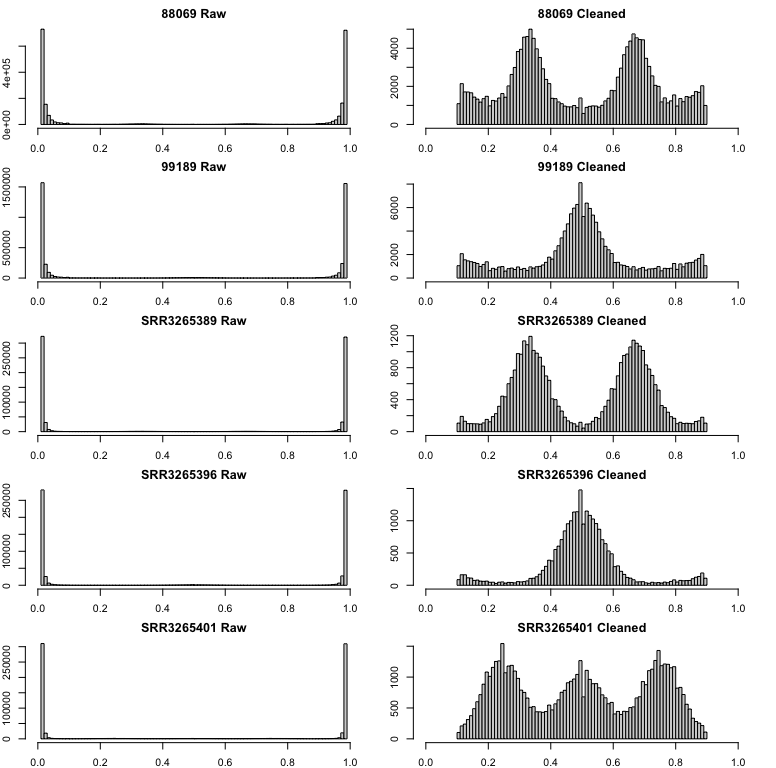 88069 Raw
88069 Cleaned
0e+00 4e+05
0.0 0.2 0.4 0.6 0.8 1.0
0 2000 4000
0.0 0.2 0.4 0.6 0.8 1.0
99189 Raw
99189 Cleaned
0 500000 1500000
0.0 0.2 0.4 0.6 0.8 1.0
0 2000 6000
0.0 0.2 0.4 0.6 0.8 1.0
SRR3265389 Raw
SRR3265389 Cleaned
0 100000 250000
0.0 0.2 0.4 0.6 0.8 1.0
0 400 800 1200
0.0 0.2 0.4 0.6 0.8 1.0
SRR3265396 Raw
SRR3265396 Cleaned
0 100000 250000
0.0 0.2 0.4 0.6 0.8 1.0
0 500 1000
0.0 0.2 0.4 0.6 0.8 1.0
SRR3265401 Raw
SRR3265401 Cleaned
0 100000 250000
0.0 0.2 0.4 0.6 0.8 1.0
0 500 1000
0.0 0.2 0.4 0.6 0.8 1.0